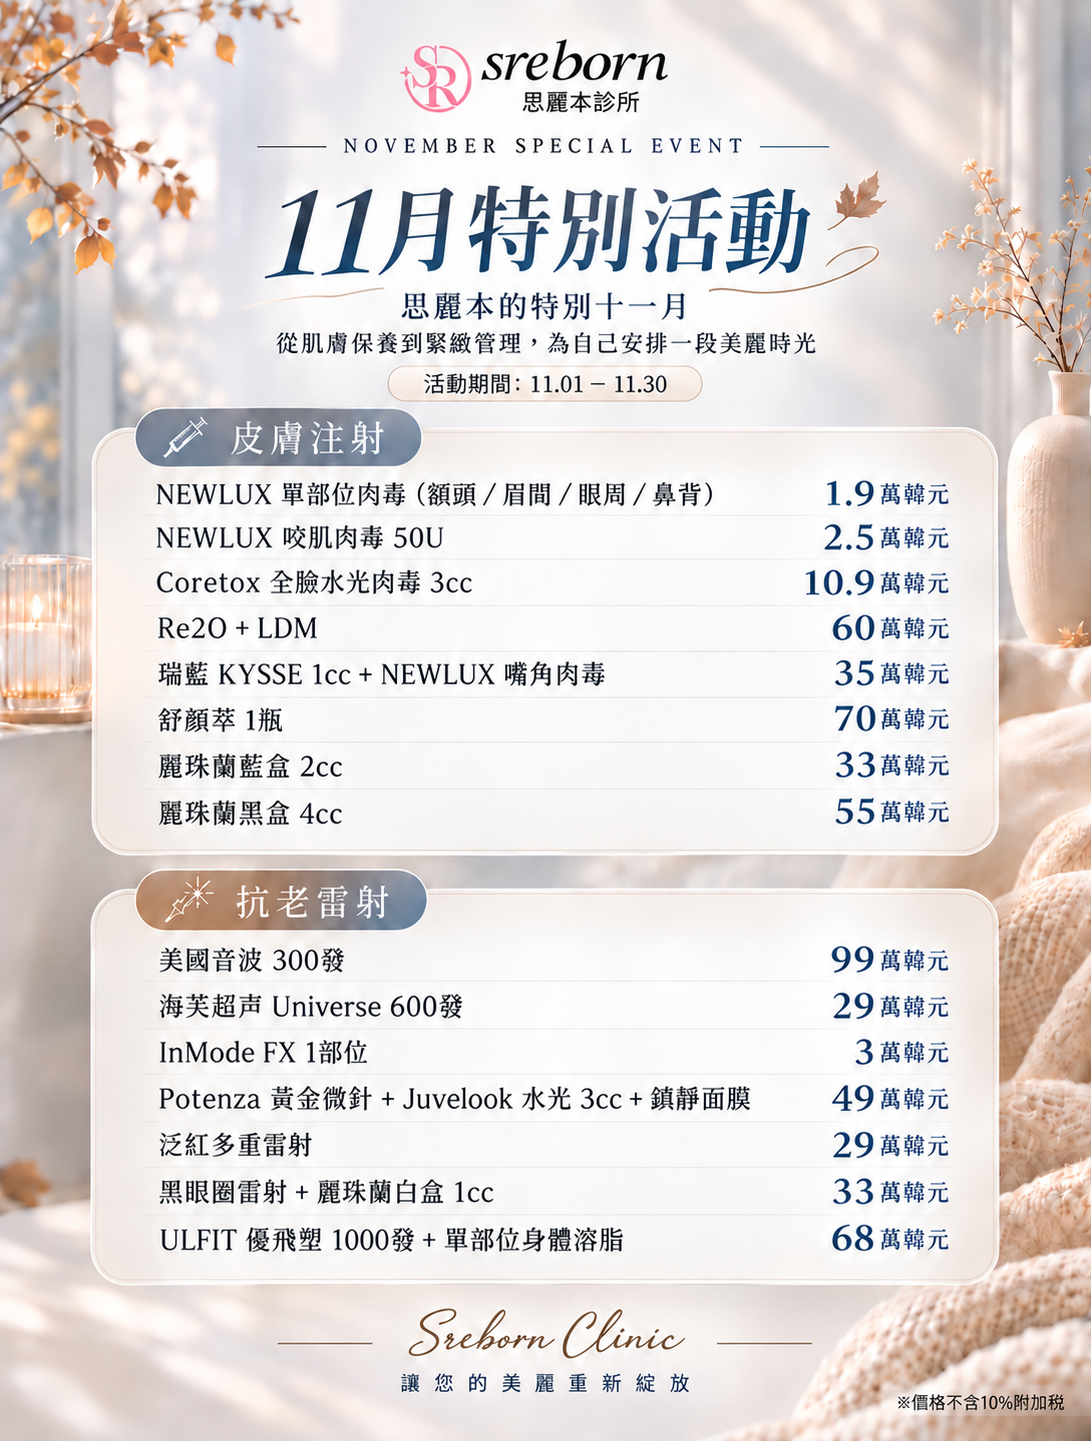 SR
sreborn
思麗本診所
NOVEMBER SPECIAL EVENT
11月特別活動
思麗本的特別十一月
從肌膚保養到緊緻管理，為自己安排一段美麗時光
活動期間：11.01 – 11.30
皮膚注射
NEWLUX 單部位肉毒（額頭 / 眉間 / 眼周 / 鼻背） 1.9萬韓元
NEWLUX 咬肌肉毒 50U 2.5萬韓元
Coretox 全臉水光肉毒 3cc 10.9萬韓元
Re2O + LDM 60萬韓元
瑞藍 KYSSE 1cc + NEWLUX 嘴角肉毒 35萬韓元
舒顏萃 1瓶 70萬韓元
麗珠蘭藍盒 2cc 33萬韓元
麗珠蘭黑盒 4cc 55萬韓元
抗老雷射
美國音波 300發 99萬韓元
海芙超声 Universe 600發 29萬韓元
InMode FX 1部位 3萬韓元
Potenza 黃金微針 + Juvelook 水光 3cc + 鎮靜面膜 49萬韓元
泛紅多重雷射 29萬韓元
黑眼圈雷射 + 麗珠蘭白盒 1cc 33萬韓元
ULFIT 優飛塑 1000發 + 單部位身體溶脂 68萬韓元
Sreborn Clinic
讓您的美麗重新綻放
※價格不含10%附加税